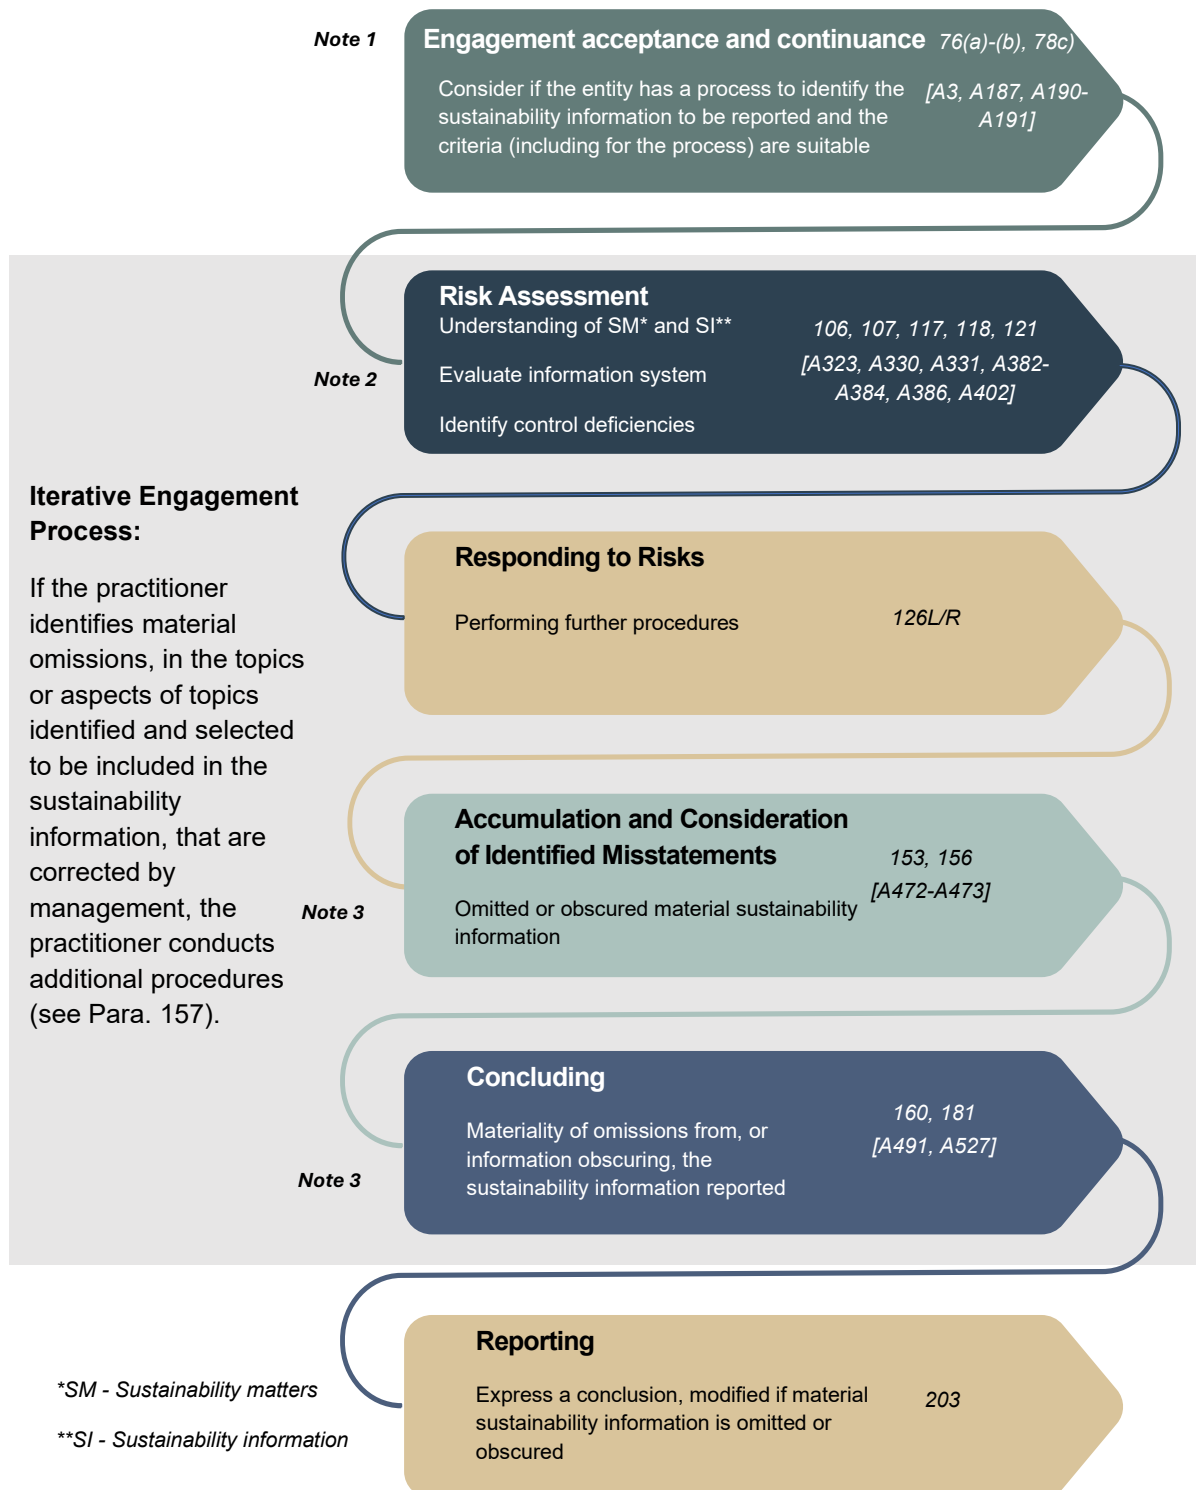 Note 1
Engagement acceptance and continuance 76(a)-(b), 78c)
Consider if the entity has a process to identify the
sustainability information to be reported and the
criteria (including for the process) are suitable
[A3, A187, A190-
A191]
Risk Assessment
Understanding of SM* and SI**
Evaluate information system
Identify control deficiencies
106, 107, 117, 118, 121
[A323, A330, A331, A382-
A384, A386, A402]
Note 2
Iterative Engagement
Process:
If the practitioner
identifies material
omissions, in the topics
or aspects of topics
identified and selected
to be included in the
sustainability
information, that are
corrected by
management, the
practitioner conducts
additional procedures
(see Para. 157).
Responding to Risks
Performing further procedures
126L/R
Accumulation and Consideration
of Identified Misstatements
Omitted or obscured material sustainability
information
153, 156
[A472-A473]
Note 3
Concluding
Materiality of omissions from, or
information obscuring, the
sustainability information reported
160, 181
[A491, A527]
Note 3
Reporting
Express a conclusion, modified if material
sustainability information is omitted or
obscured
203
*SM - Sustainability matters
**SI - Sustainability information